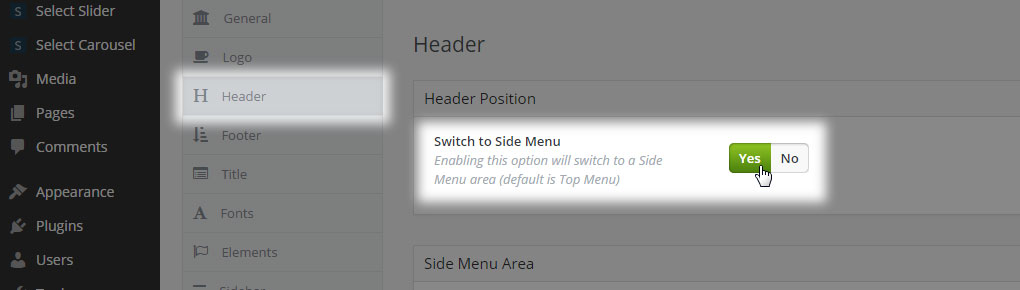 S Select Slider
S Select Carousel
Media
Pages
Comments
Appearance
Plugins
Users
General
Logo
H Header
Footer
Title
A Fonts
Elements
Header
Header Position
Switch to Side Menu
Enabling this option will switch to a Side
Menu area (default is Top Menu)
Yes No
Side Menu Area